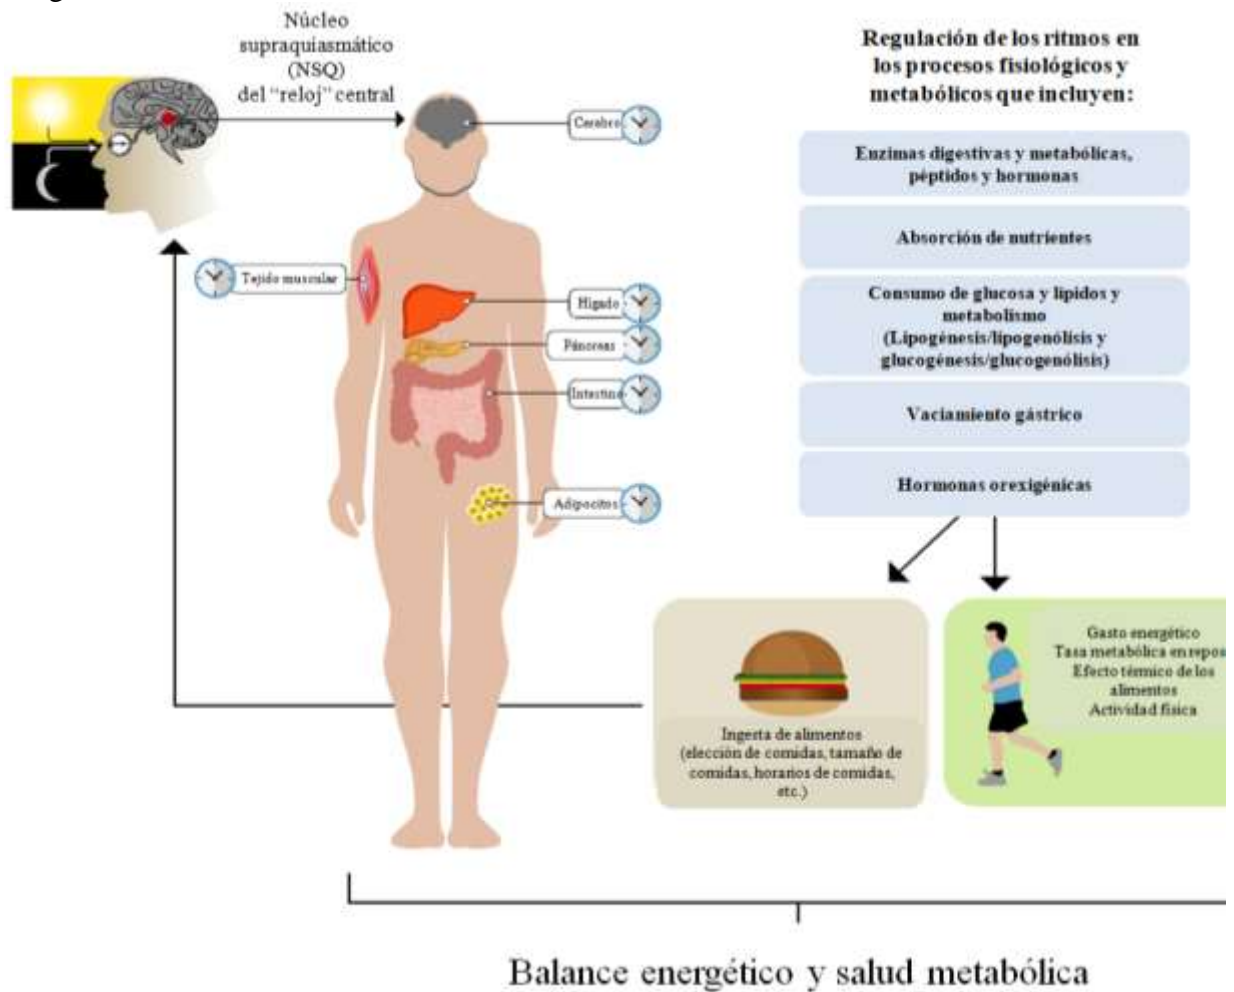 Núcleo
supraquiasmático
(NSQ)
del “reloj” central
Cerebro
Tejido muscular
Hígado
Páncreas
Intestino
Adipocitos
Regulación de los ritmos en
los procesos fisiológicos y
metabólicos que incluyen:
Enzimas digestivas y metabólicas,
péptidos y hormonas
Absorción de nutrientes
Consumo de glucosa y lípidos y
metabolismo
(Lipogénesis/lipogenólisis y
glucogénesis/glucogenólisis)
Vaciamiento gástrico
Hormonas orexigénicas
Ingesta de alimentos
(elección de comidas, tamaño de
comidas, horarios de comidas,
etc.)
Gasto energético
Tasa metabólica en repos
Efecto térmico de los
alimentos
Actividad física
Balance energético y salud metabólica